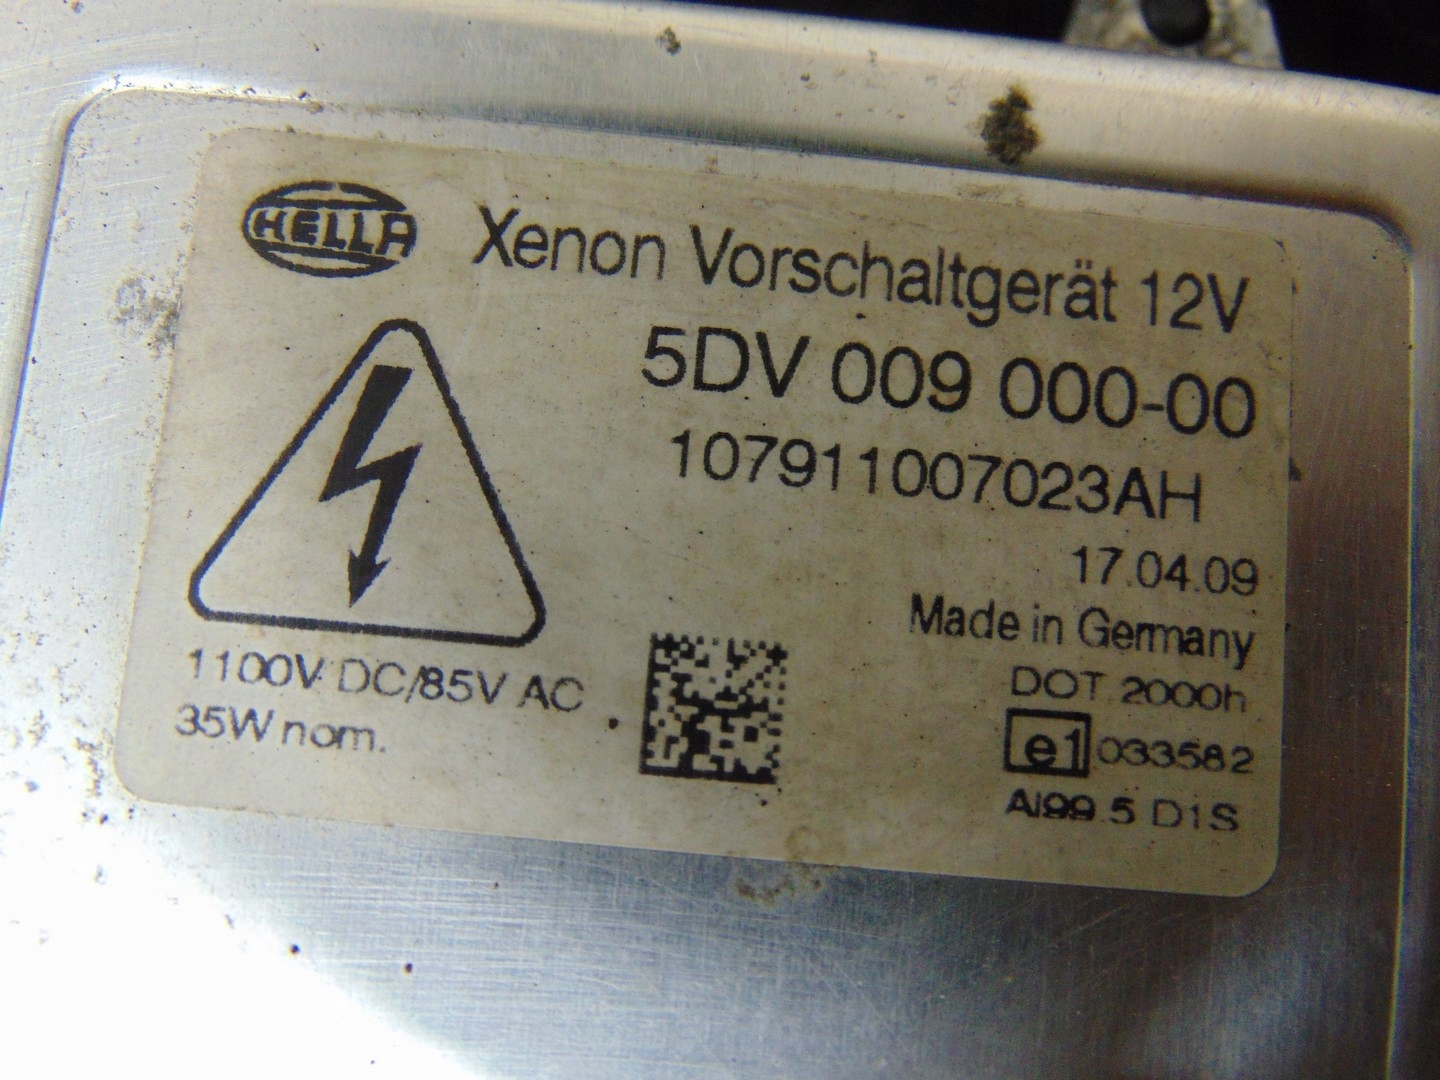 HELLA
Xenon Vorschaltgerät 12V
5DV 009 000-00
107911007023AH
17.04.09
Made in Germany
1100V DC/85V AC
35W nom.
DOT 2000h
e1 033582
AI99.5 D1S